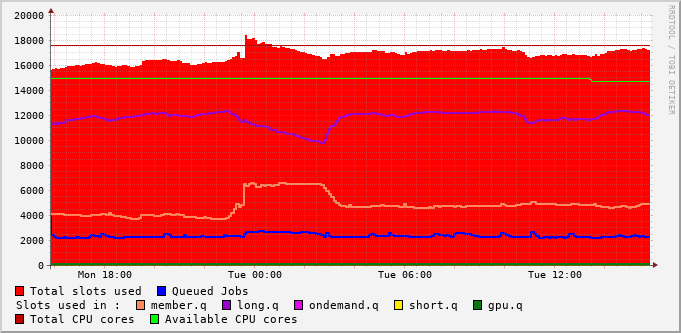 RRDTOOL / TOBI OETIKER
20000
18000
16000
14000
12000
10000
8000
6000
4000
2000
0
Mon 18:00 Tue 00:00 Tue 06:00 Tue 12:00
Total slots used Queued Jobs
Slots used in : member.q long.q ondemand.q short.q gpu.q
Total CPU cores Available CPU cores